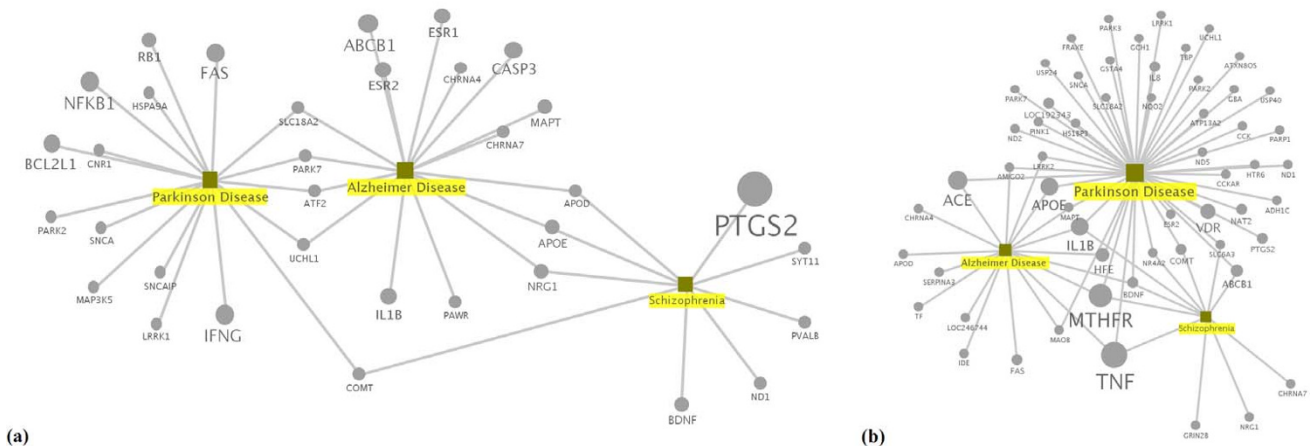 ABCB1
ESR1
RB1
FAS
ESR2
CHRNA4
CASP3
NFKB1
HSPA9A
SLC18A2
MAPT
CHRNA7
BCL2L1
CNR1
PARK7
Parkinson Disease
Alzheimer Disease
ATF2
APOD
PTGS2
PARK2
SNCA
UCHL1
APOE
SYT11
SNCAIP
NRG1
MAP3K5
Schizophrenia
IL1B
PAWR
LRRK1
IFNG
PVALB
COMT
ND1
BDNF
(a)
LRRK1
PARK3
UCHL1
FRAXE
GCH1
TBP
USP24
GSTA4
IL8
ATXN8OS
SNCA
PARK2
PARK7
SLC18A2
NOD2
GBA
USP40
LOC192343
ATP13A2
PINK1
HS1BP3
ND2
CCK
PARP1
LRRK2
ND5
AMIGO2
HTR6
ND1
CCKAR
ACE
APOE
Parkinson Disease
ADH1C
CHRNA4
MAPT
ESR2
VDR
NAT2
IL1B
PTGS2
APOD
Alzheimer Disease
HFE
NR4A2
COMT
SLC6A3
SERPINA3
BDNF
ABCB1
TF
MTHFR
LOC246744
MAOB
Schizophrenia
IDE
FAS
TNF
CHRNA7
GRIN2B
NRG1
(b)